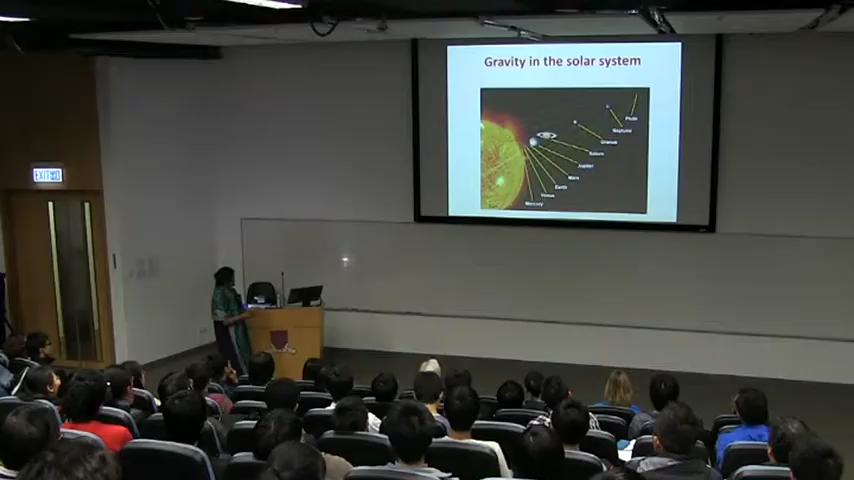 Gravity in the solar system
Pluto
Neptune
Uranus
Saturn
Jupiter
Mars
Earth
Venus
Mercury
EXIT